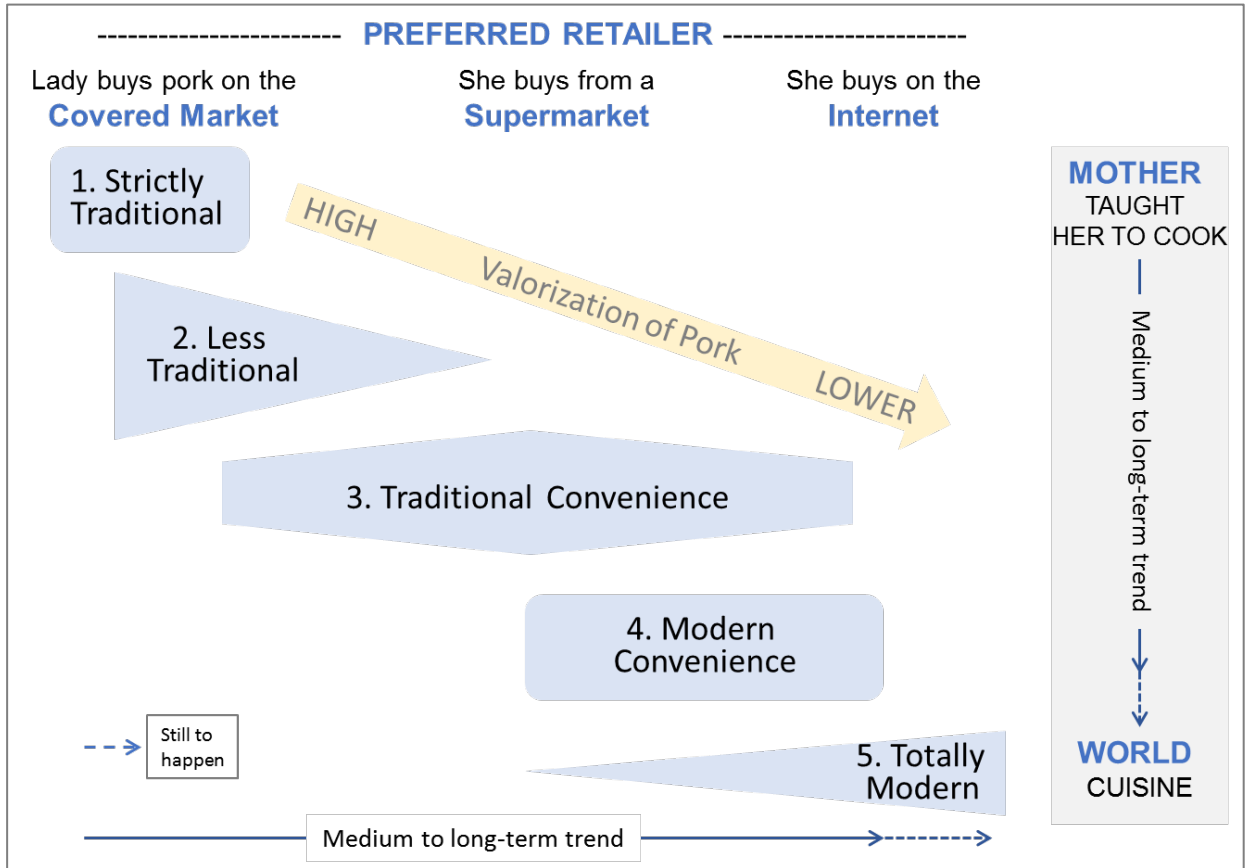 ------------------------ PREFERRED RETAILER ------------------------
Lady buys pork on the
Covered Market
She buys from a
Supermarket
She buys on the
Internet
1. Strictly
Traditional
HIGH Valorization of Pork LOWER
2. Less
Traditional
3. Traditional Convenience
4. Modern
Convenience
5. Totally
Modern
Still to
happen
Medium to long-term trend
MOTHER
TAUGHT
HER TO COOK
Medium to long-term trend
WORLD
CUISINE